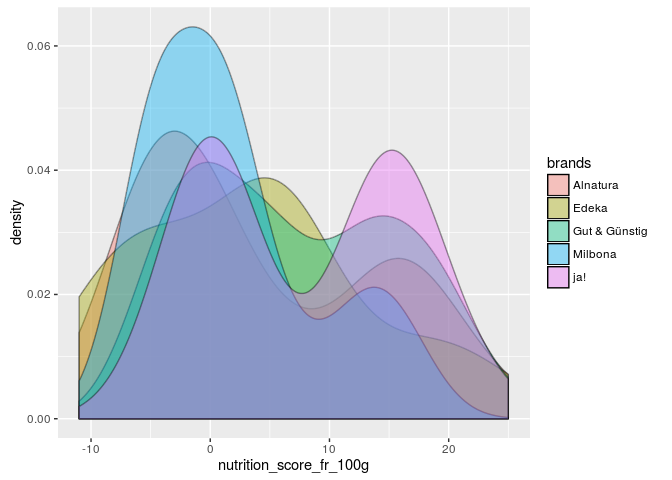 0.06
0.04
0.02
0.00
density
-10
0
10
20
nutrition_score_fr_100g
brands
Alnatura
Edeka
Gut & Günstig
Milbona
ja!